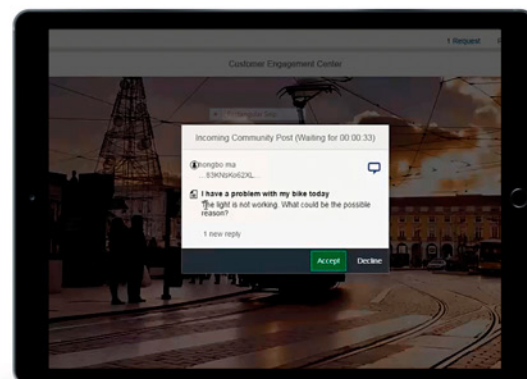 1 Request
Customer Engagement Center
Incoming Community Post (Waiting for 00:00:33)
hongbo ma
I have a problem with my bike today
The light is not working. What could be the possible
reason?
1 new reply
Accept Decline